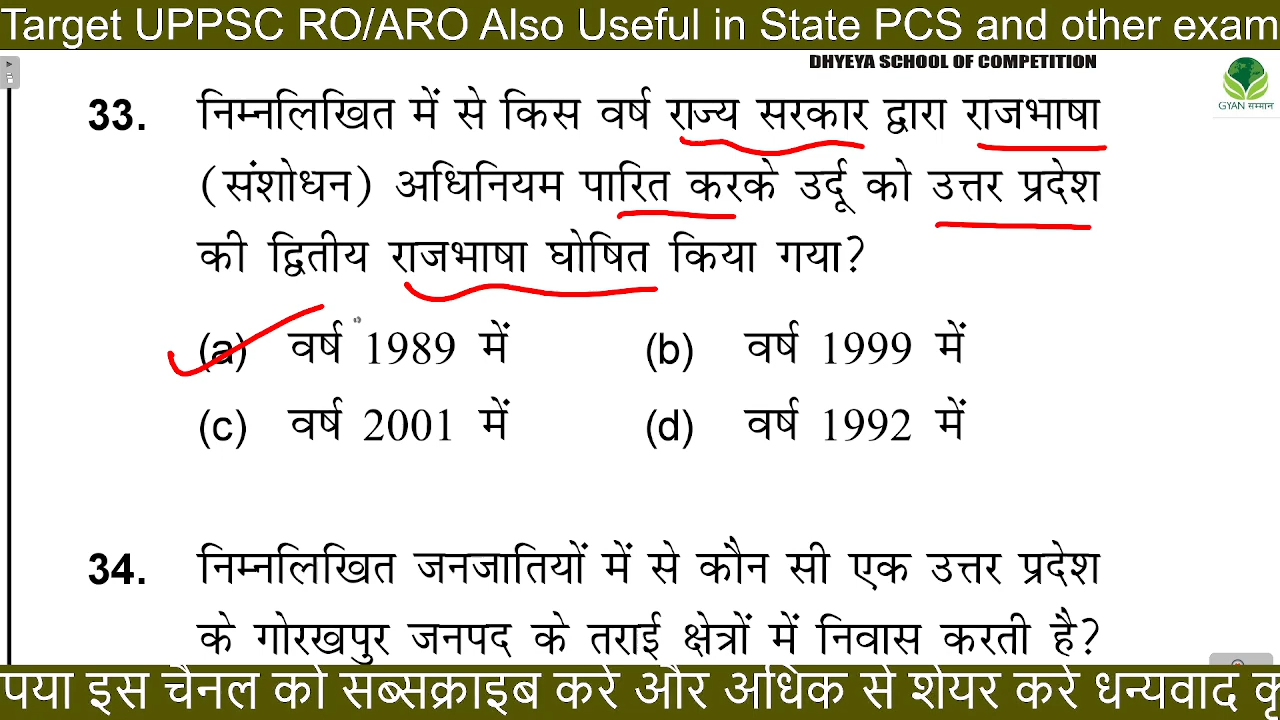 Target UPPSC RO/ARO Also Useful in State PCS and other exam
DHYEYA SCHOOL OF COMPETITION
GYAN सम्मान
33. निम्नलिखित में से किस वर्ष राज्य सरकार द्वारा राजभाषा
(संशोधन) अधिनियम पारित करके उर्दू को उत्तर प्रदेश
की द्वितीय राजभाषा घोषित किया गया?
(a) वर्ष 1989 में (b) वर्ष 1999 में
(c) वर्ष 2001 में (d) वर्ष 1992 में
34. निम्नलिखित जनजातियों में से कौन सी एक उत्तर प्रदेश
के गोरखपुर जनपद के तराई क्षेत्रों में निवास करती है?
पया इस चैनल को सब्सक्राइब करे और अधिक से शेयर करे धन्यवाद कृ